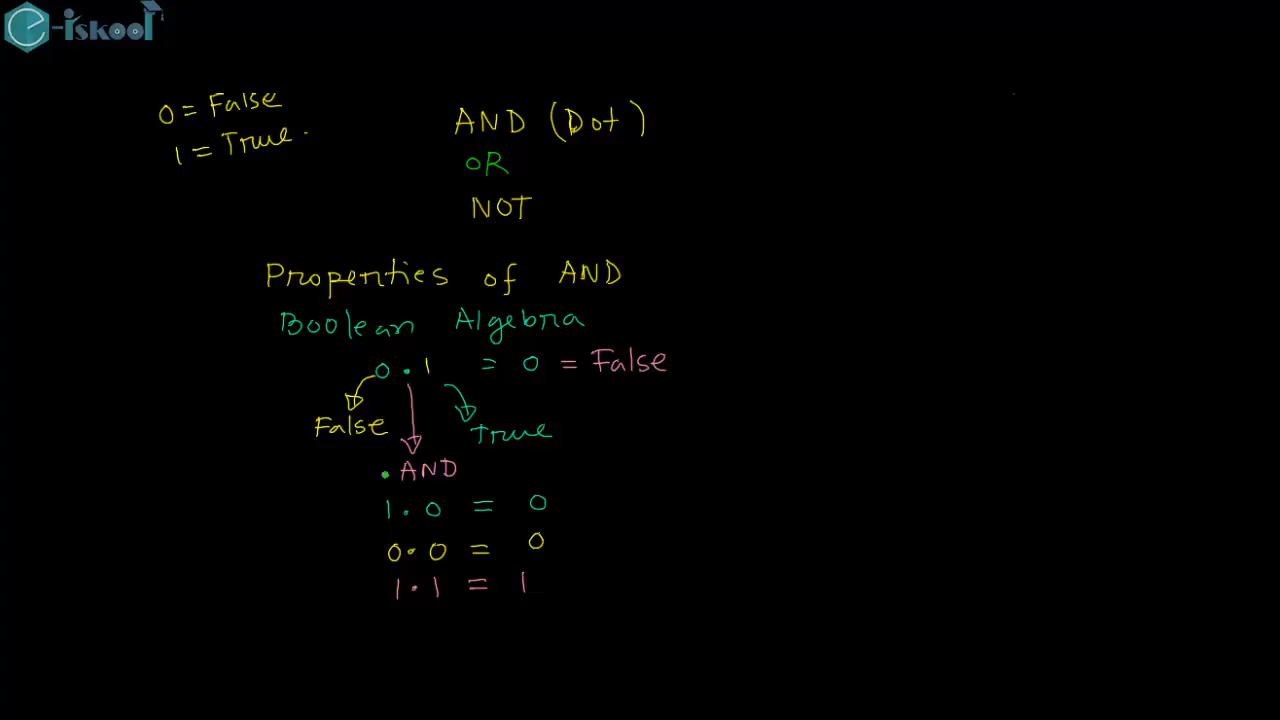 e-iskool
0 = False
1 = True.
AND (Dot)
OR
NOT
Properties of AND
Boolean Algebra
0 . 1 = 0 = False
False
True
. AND
1 . 0 = 0
0 . 0 = 0
1 . 1 = 1